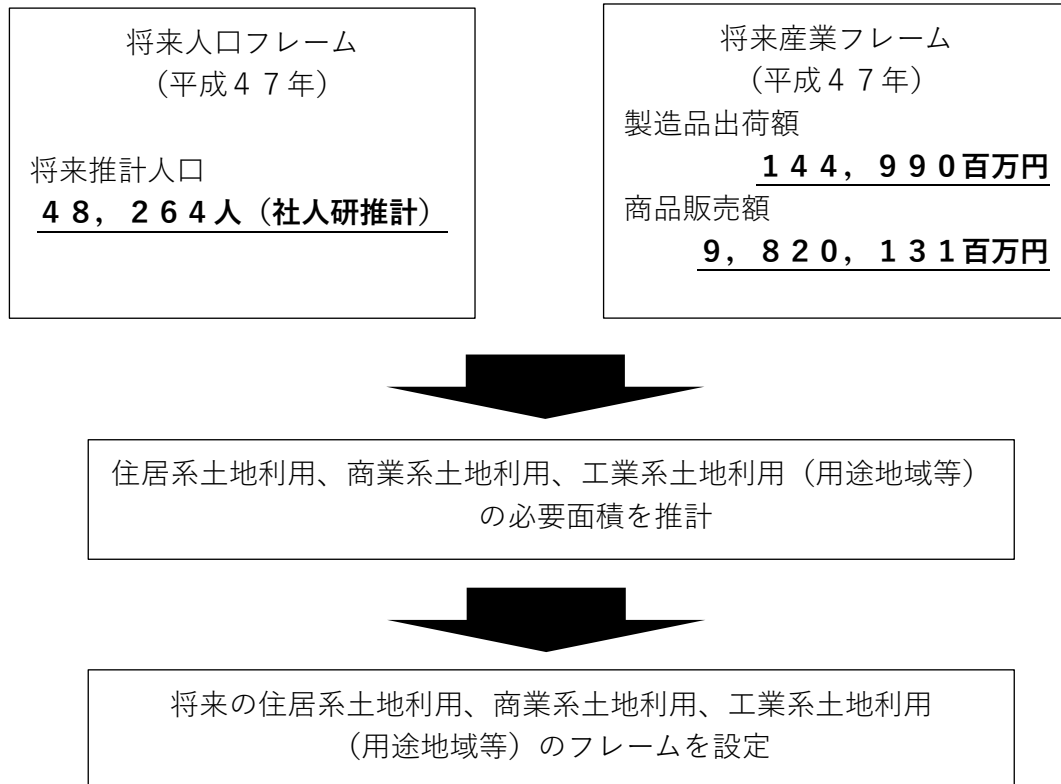 将来人口フレーム
（平成４７年）
将来推計人口
４８，２６４人（社人研推計）
将来産業フレーム
（平成４７年）
製造品出荷額
１４４，９９０百万円
商品販売額
９，８２０，１３１百万円
住居系土地利用、商業系土地利用、工業系土地利用（用途地域等）
の必要面積を推計
将来の住居系土地利用、商業系土地利用、工業系土地利用
（用途地域等）のフレームを設定